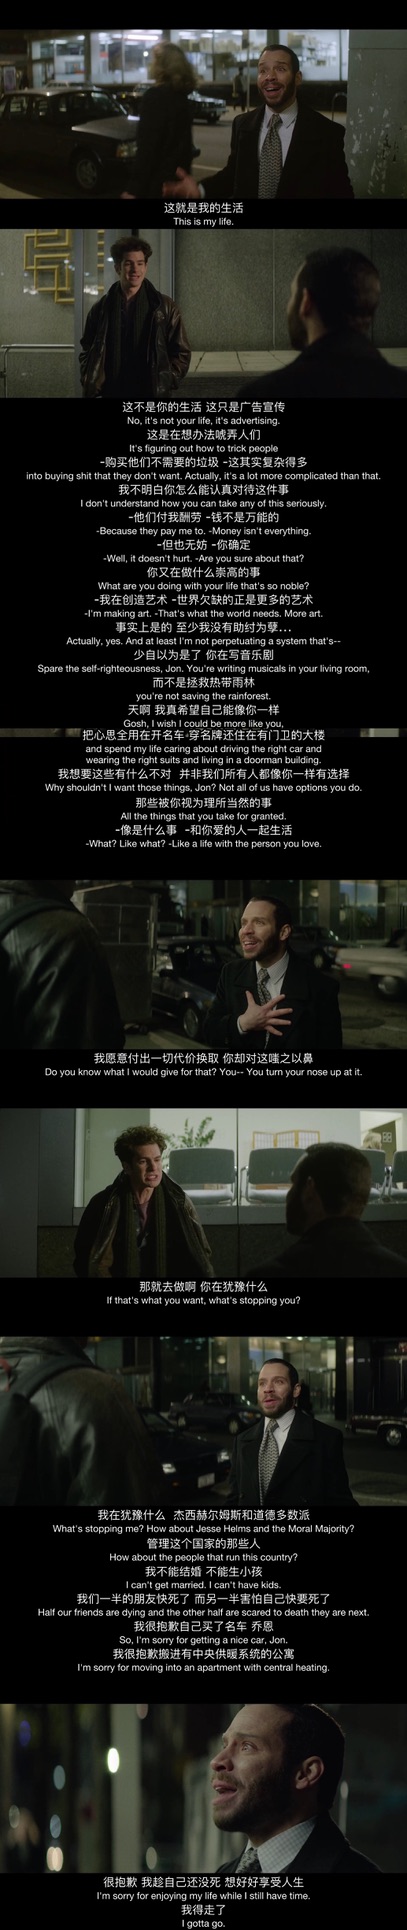 这就是我的生活
This is my life.
这不是你的生活 这只是广告宣传
No, it's not your life, it's advertising.
这是在想办法唬弄人们
It's figuring out how to trick people
-购买他们不需要的垃圾 -这其实复杂得多
into buying shit that they don't want. Actually, it's a lot more complicated than that.
我不明白你怎么能认真对待这件事
I don't understand how you can take any of this seriously.
-他们付我酬劳 -钱不是万能的
-Because they pay me to. -Money isn't everything.
-但也无妨 -你确定
-Well, it doesn't hurt. -Are you sure about that?
你又在做什么崇高的事
What are you doing with your life that's so noble?
-我在创造艺术 -世界欠缺的正是更多的艺术
-I'm making art. -That's what the world needs. More art.
事实上是的 至少我没有助纣为孽...
Actually, yes. And at least I'm not perpetuating a system that's--
少自以为是了 你在写音乐剧
Spare the self-righteousness, Jon. You're writing musicals in your living room,
而不是拯救热带雨林
you're not saving the rainforest.
天啊 我真希望自己能像你一样
Gosh, I wish I could be more like you,
把心思全用在开名车·穿名牌还住在有门卫的大楼
and spend my life caring about driving the right car and
wearing the right suits and living in a doorman building.
我想要这些有什么不对 并非我们所有人都像你一样有选择
Why shouldn't I want those things, Jon? Not all of us have options you do.
那些被你视为理所当然的事
All the things that you take for granted.
-像是什么事 -和你爱的人一起生活
-What? Like what? -Like a life with the person you love.
我愿意付出一切代价换取 你却对这嗤之以鼻
Do you know what I would give for that? You-- You turn your nose up at it.
那就去做啊 你在犹豫什么
If that's what you want, what's stopping you?
我在犹豫什么 杰西赫尔姆斯和道德多数派
What's stopping me? How about Jesse Helms and the Moral Majority?
管理这个国家的那些人
How about the people that run this country?
我不能结婚 不能生小孩
I can't get married. I can't have kids.
我们一半的朋友快死了 而另一半害怕自己快要死了
Half our friends are dying and the other half are scared to death they are next.
我很抱歉自己买了名车 乔恩
So, I'm sorry for getting a nice car, Jon.
我很抱歉搬进有中央供暖系统的公寓
I'm sorry for moving into an apartment with central heating.
很抱歉 我趁自己还没死 想好好享受人生
I'm sorry for enjoying my life while I still have time.
我得走了
I gotta go.